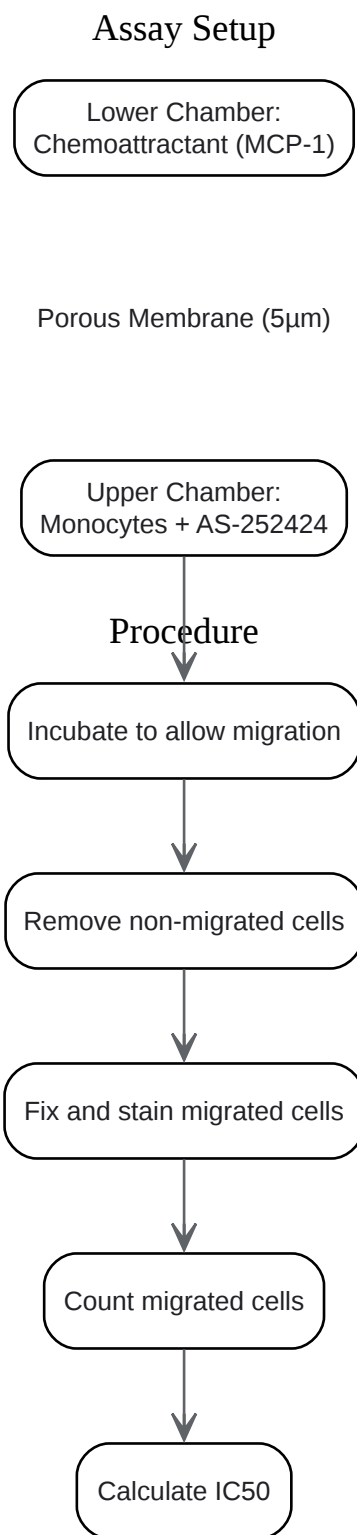 Assay Setup
Lower Chamber:
Chemoattractant (MCP-1)
Porous Membrane (5µm)
Upper Chamber:
Monocytes + AS-252424
Procedure
Incubate to allow migration
Remove non-migrated cells
Fix and stain migrated cells
Count migrated cells
Calculate IC50